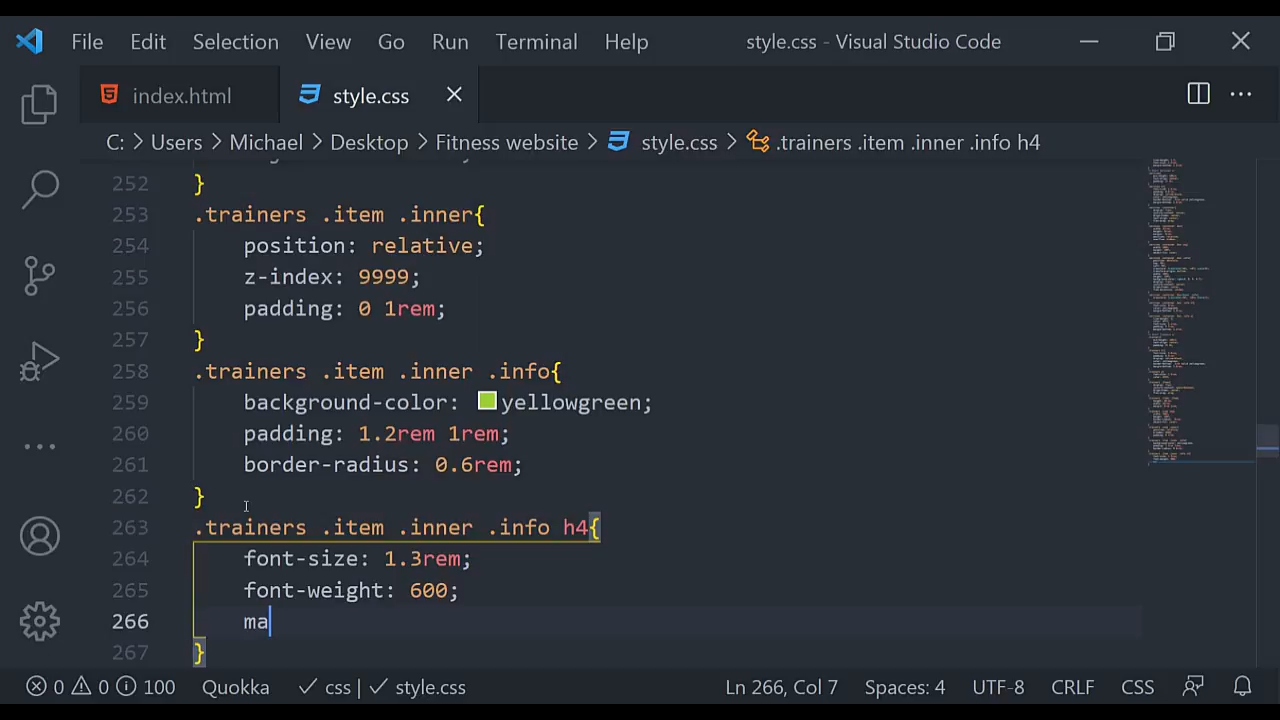 File Edit Selection View Go Run Terminal Help style.css - Visual Studio Code
index.html style.css
C: > Users > Michael > Desktop > Fitness website > style.css > .trainers .item .inner .info h4
252 }
253 .trainers .item .inner{
254 position: relative;
255 z-index: 9999;
256 padding: 0 1rem;
257 }
258 .trainers .item .inner .info{
259 background-color: yellowgreen;
260 padding: 1.2rem 1rem;
261 border-radius: 0.6rem;
262 }
263 .trainers .item .inner .info h4{
264 font-size: 1.3rem;
265 font-weight: 600;
266 ma
267 }
0 0 100 Quokka ✓ css | ✓ style.css Ln 266, Col 7 Spaces: 4 UTF-8 CRLF CSS